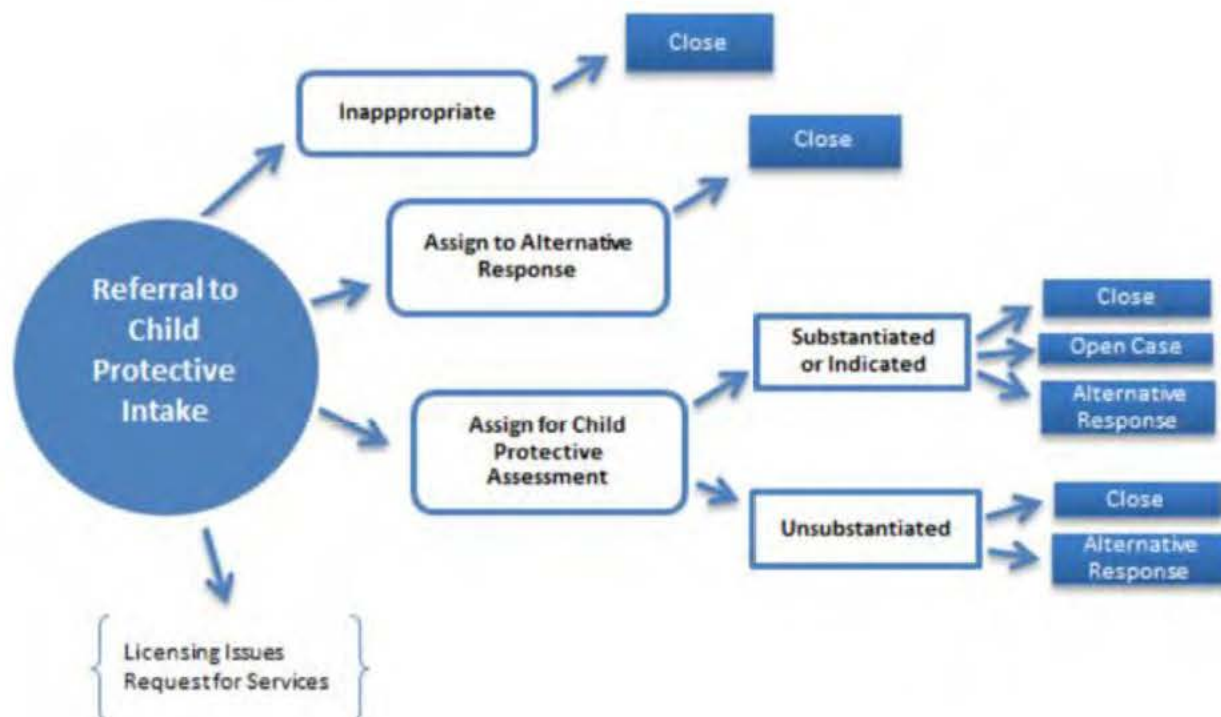 Close
Inapppropriate
Close
Assign to Alternative
Response
Referral to
Child
Protective
Intake
Close
Substantiated
or Indicated
Open Case
Alternative
Response
Assign for Child
Protective
Assessment
Close
Unsubstantiated
Alternative
Response
Licensing Issues
Request for Services